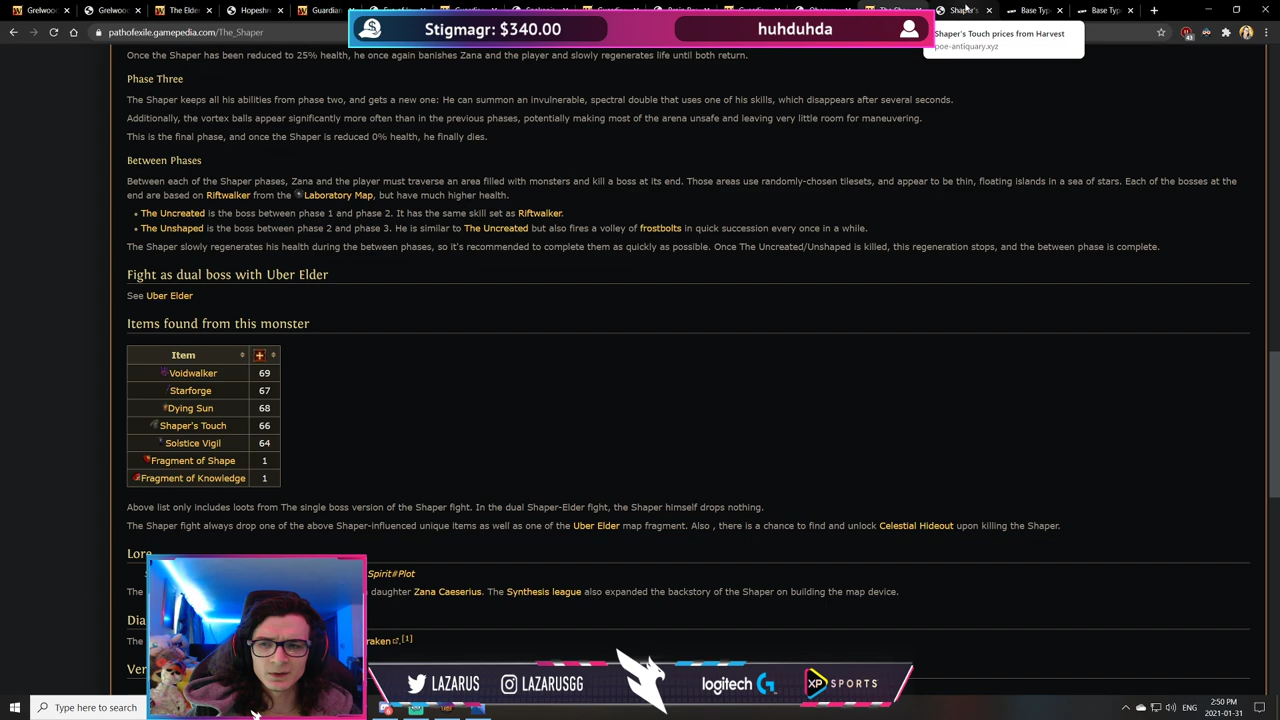 Grelwoo
Grelwoo
The Elder
Hopeshre
Guardian
Stigmagr: $340.00
huhduhda
Shaper's
Base Typ
Base Typ
pathofexile.gamepedia.com/The_Shaper
Shaper's Touch prices from Harvest
poe-antiquary.xyz
Once the Shaper has been reduced to 25% health, he once again banishes Zana and the player and slowly regenerates life until both return.
Phase Three
The Shaper keeps all his abilities from phase two, and gets a new one: He can summon an invulnerable, spectral double that uses one of his skills, which disappears after several seconds.
Additionally, the vortex balls appear significantly more often than in the previous phases, potentially making most of the arena unsafe and leaving very little room for maneuvering.
This is the final phase, and once the Shaper is reduced 0% health, he finally dies.
Between Phases
Between each of the Shaper phases, Zana and the player must traverse an area filled with monsters and kill a boss at its end. Those areas use randomly-chosen tilesets, and appear to be thin, floating islands in a sea of stars. Each of the bosses at the
end are based on Riftwalker from the Laboratory Map, but have much higher health.
• The Uncreated is the boss between phase 1 and phase 2. It has the same skill set as Riftwalker.
• The Unshaped is the boss between phase 2 and phase 3. He is similar to The Uncreated but also fires a volley of frostbolts in quick succession every once in a while.
The Shaper slowly regenerates his health during the between phases, so it's recommended to complete them as quickly as possible. Once The Uncreated/Unshaped is killed, this regeneration stops, and the between phase is complete.
Fight as dual boss with Uber Elder
See Uber Elder
Items found from this monster
Item
Voidwalker 69
Starforge 67
Dying Sun 68
Shaper's Touch 66
Solstice Vigil 64
Fragment of Shape 1
Fragment of Knowledge 1
Above list only includes loots from The single boss version of the Shaper fight. In the dual Shaper-Elder fight, the Shaper himself drops nothing.
The Shaper fight always drop one of the above Shaper-influenced unique items as well as one of the Uber Elder map fragment. Also , there is a chance to find and unlock Celestial Hideout upon killing the Shaper.
Lore
Spirit#Plot
The daughter Zana Caeserius. The Synthesis league also expanded the backstory of the Shaper on building the map device.
Dia
The raken [1]
Ver
LAZARUS
LAZARUSGG
logitech G
XP SPORTS
Type here to search
ENG
2:50 PM
2021-01-31